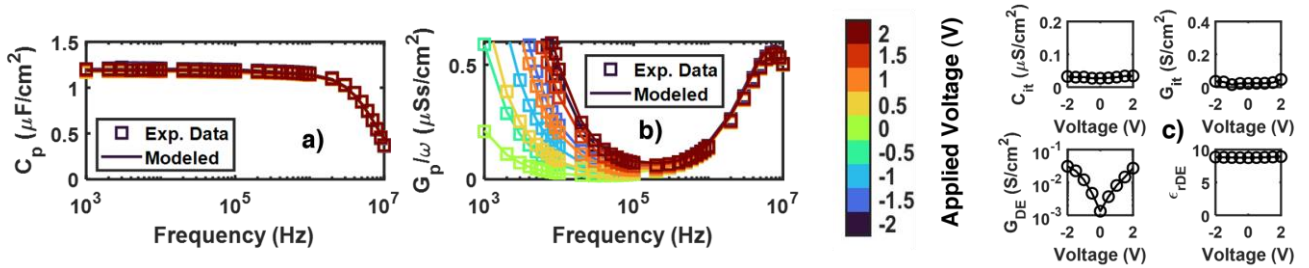 1.5
1
0.5
0
C_p (μF/cm²)
Exp. Data
Modeled
a)
10³ 10⁵ 10⁷
Frequency (Hz)
0.5
0
G_p/ω (μSs/cm²)
Exp. Data
Modeled
b)
10³ 10⁵ 10⁷
Frequency (Hz)
2
1.5
1
0.5
0
-0.5
-1
-1.5
-2
Applied Voltage (V)
0.2
0.1
0
C_it (μS/cm²)
-2 0 2
Voltage (V)
0.4
0.2
0
G_it (S/cm²)
-2 0 2
Voltage (V)
c)
10⁻¹
10⁻²
10⁻³
G_DE (S/cm²)
-2 0 2
Voltage (V)
10
5
0
ϵ_rDE
-2 0 2
Voltage (V)